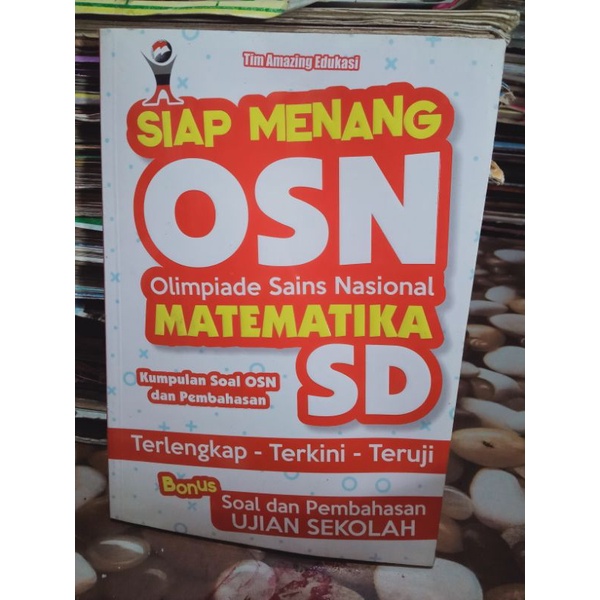 Tim Amazing Edukasi
SIAP MENANG
OSN
Olimpiade Sains Nasional
MATEMATIKA
SD
Kumpulan Soal OSN
dan Pembahasan
Terlengkap - Terkini - Teruji
Bonus
Soal dan Pembahasan
UJIAN SEKOLAH